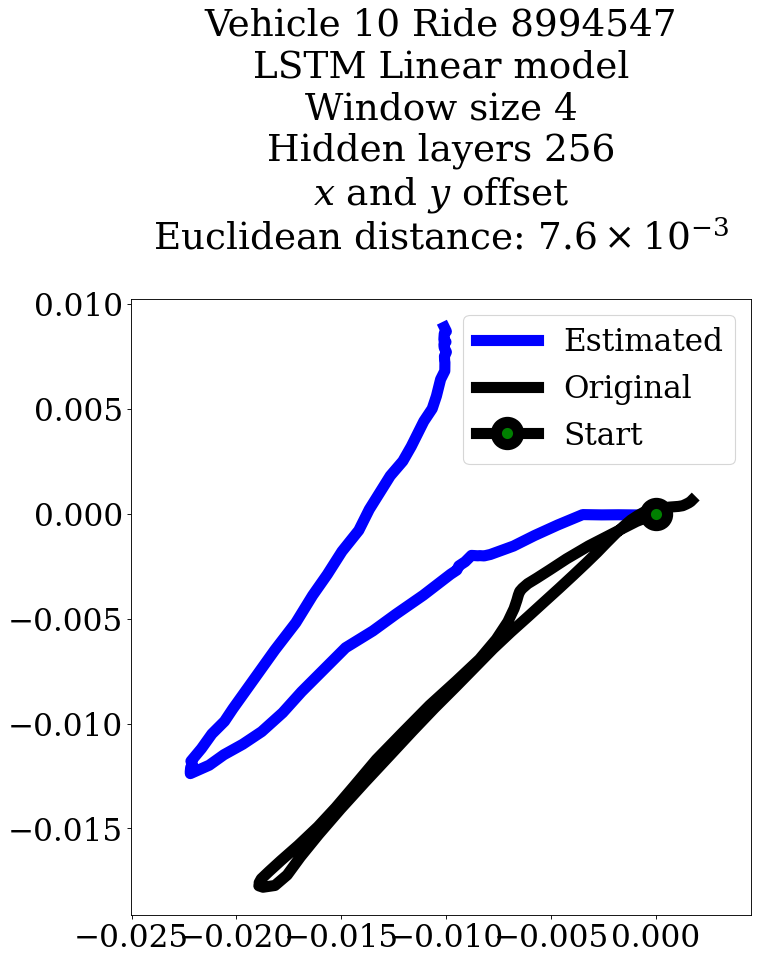 Vehicle 10 Ride 8994547
LSTM Linear model
Window size 4
Hidden layers 256
x and y offset
Euclidean distance: 7.6 × 10⁻³
Estimated
Original
Start
0.010
0.005
0.000
−0.005
−0.010
−0.015
−0.025 −0.020 −0.015 −0.010 −0.005 0.000